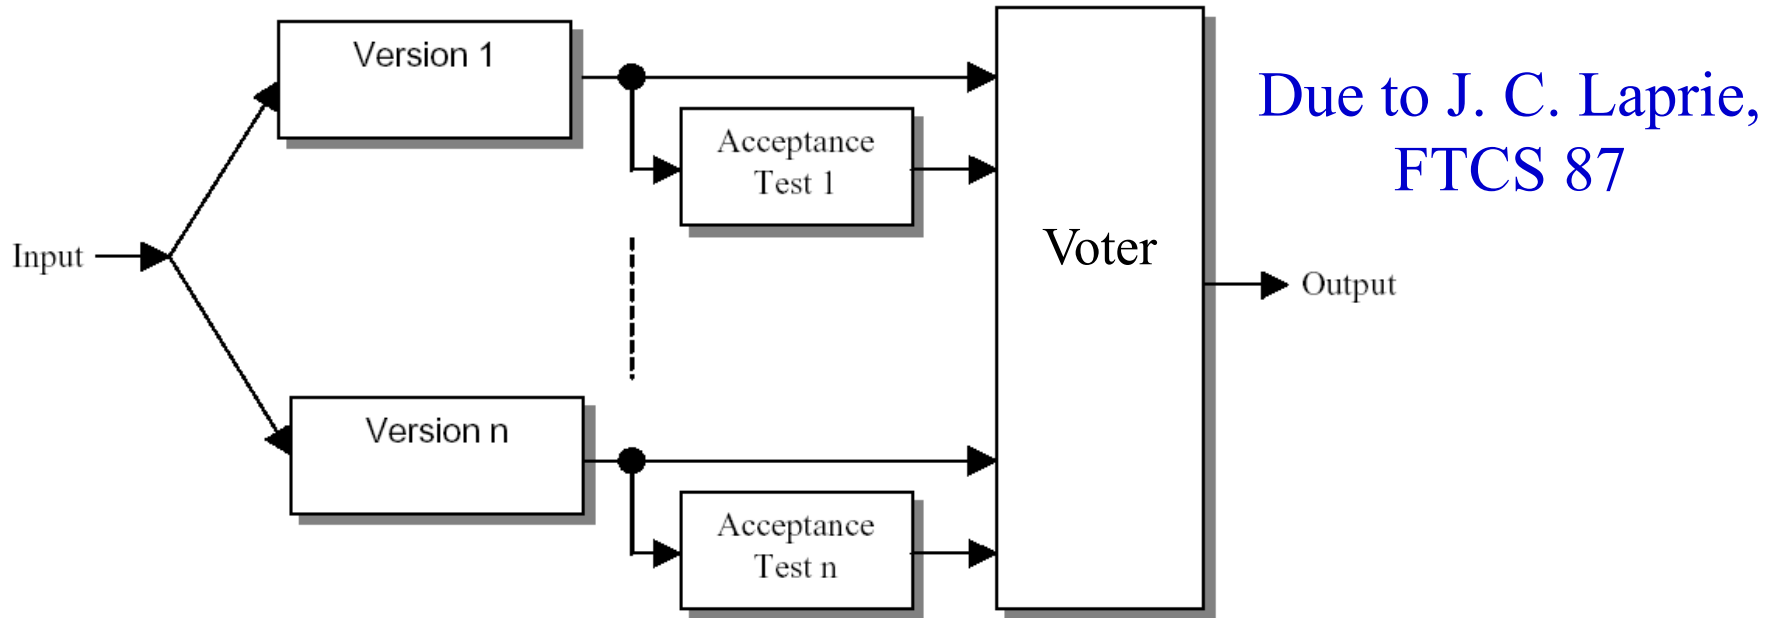 Version 1
Due to J. C. Laprie,
FTCS 87
Acceptance
Test 1
Input
Voter
Output
Version n
Acceptance
Test n